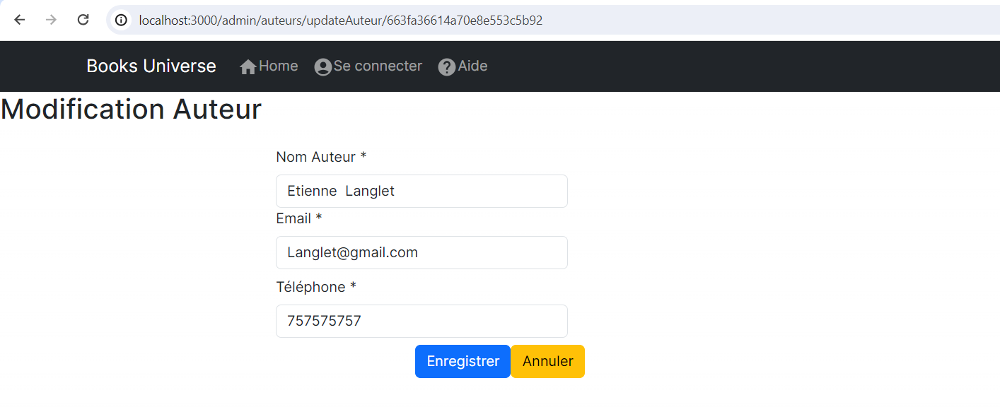 localhost:3000/admin/auteurs/updateAuteur/663fa36614a70e8e553c5b92
Books Universe Home Se connecter Aide
Modification Auteur
Nom Auteur *
Etienne  Langlet
Email *
Langlet@gmail.com
Téléphone *
757575757
Enregistrer Annuler